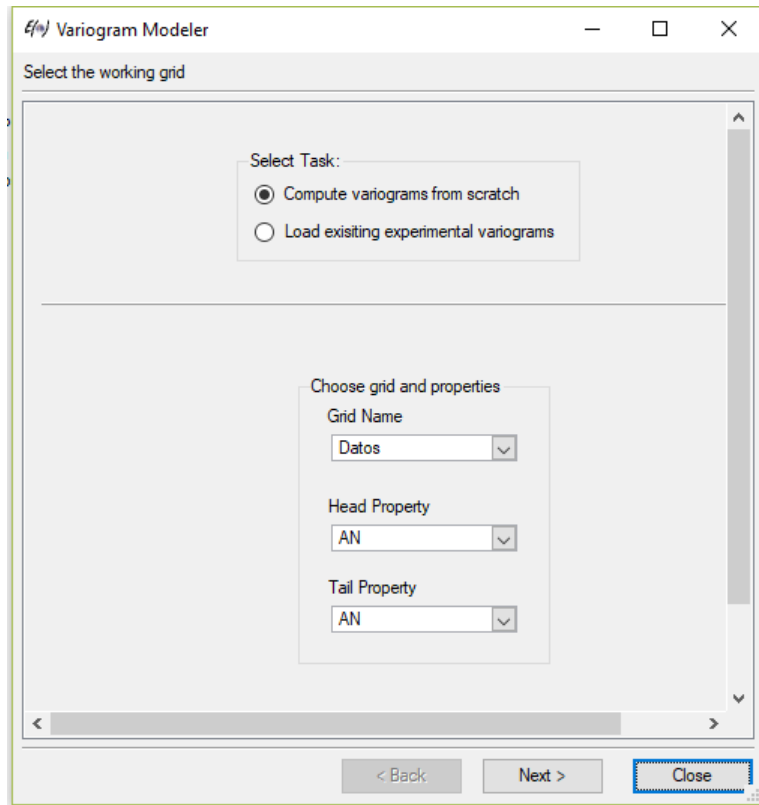 E{∞} Variogram Modeler
Select the working grid
Select Task:
Compute variograms from scratch
Load exisiting experimental variograms
Choose grid and properties
Grid Name
Datos
Head Property
AN
Tail Property
AN
< Back
Next >
Close